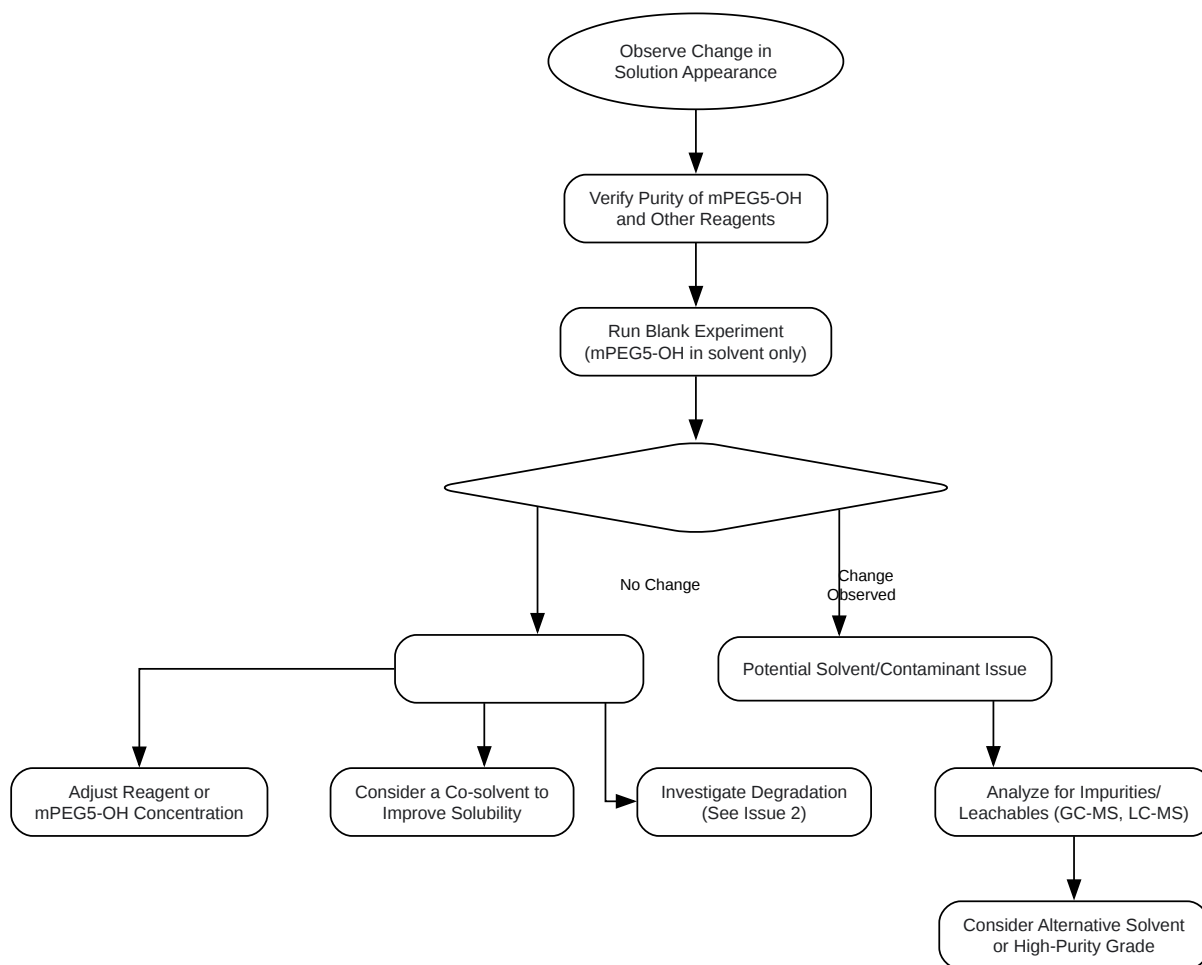 Observe Change in
Solution Appearance
Verify Purity of mPEG5-OH
and Other Reagents
Run Blank Experiment
(mPEG5-OH in solvent only)
No Change
Change
Observed
Potential Solvent/Contaminant Issue
Adjust Reagent or
mPEG5-OH Concentration
Consider a Co-solvent to
Improve Solubility
Investigate Degradation
(See Issue 2)
Analyze for Impurities/
Leachables (GC-MS, LC-MS)
Consider Alternative Solvent
or High-Purity Grade